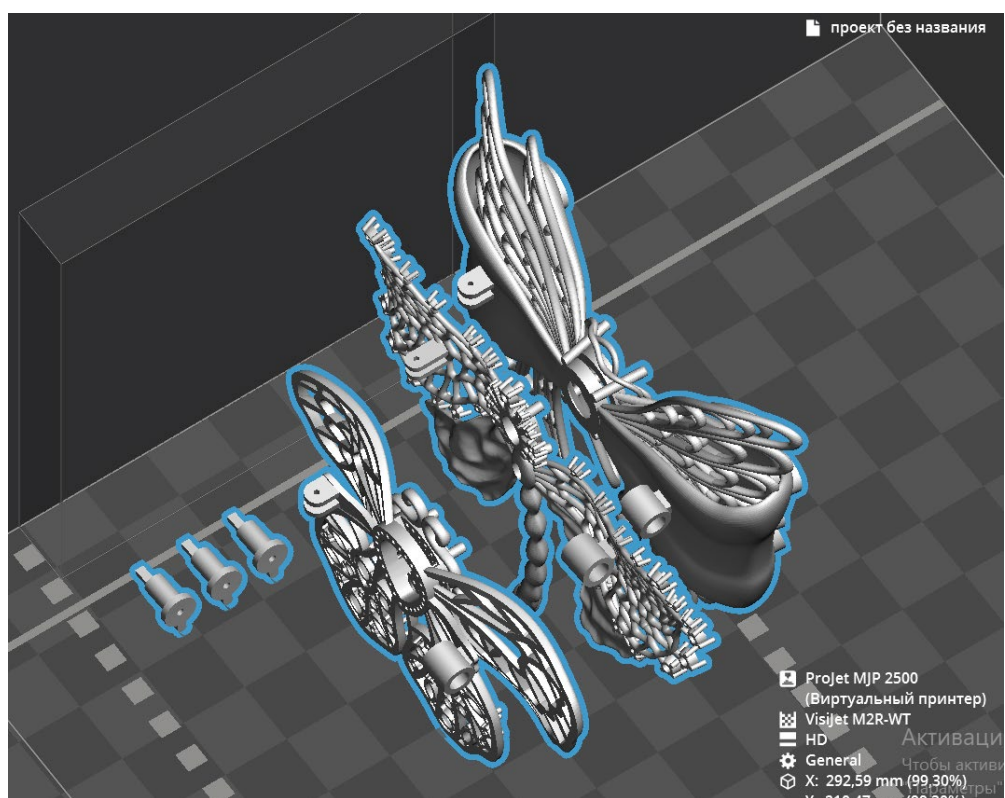 проект без названия
ProJet MJP 2500
(Виртуальный принтер)
VisiJet M2R-WT
HD
Активаци
General
Чтобы активи
X: 292,59 mm (99,30%)
"Параметры"